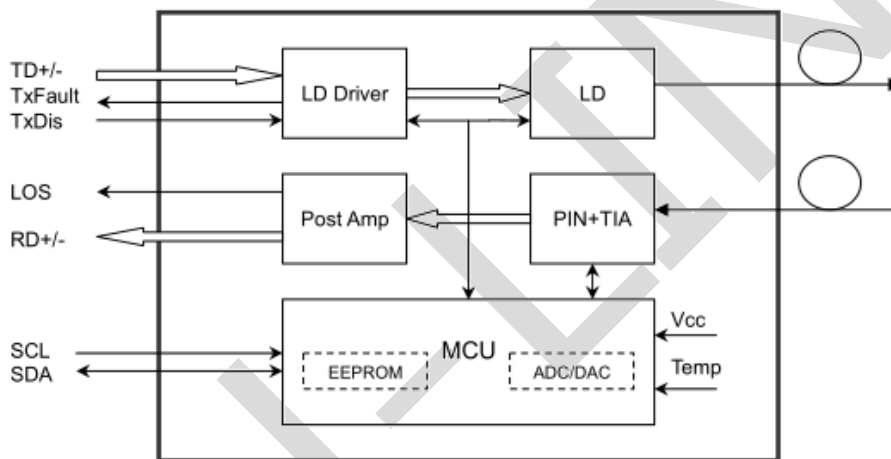 TD+/-
TxFault
TxDis
LD Driver
LD
LOS
RD+/-
Post Amp
PIN+TIA
SCL
SDA
MCU
EEPROM
ADC/DAC
Vcc
Temp